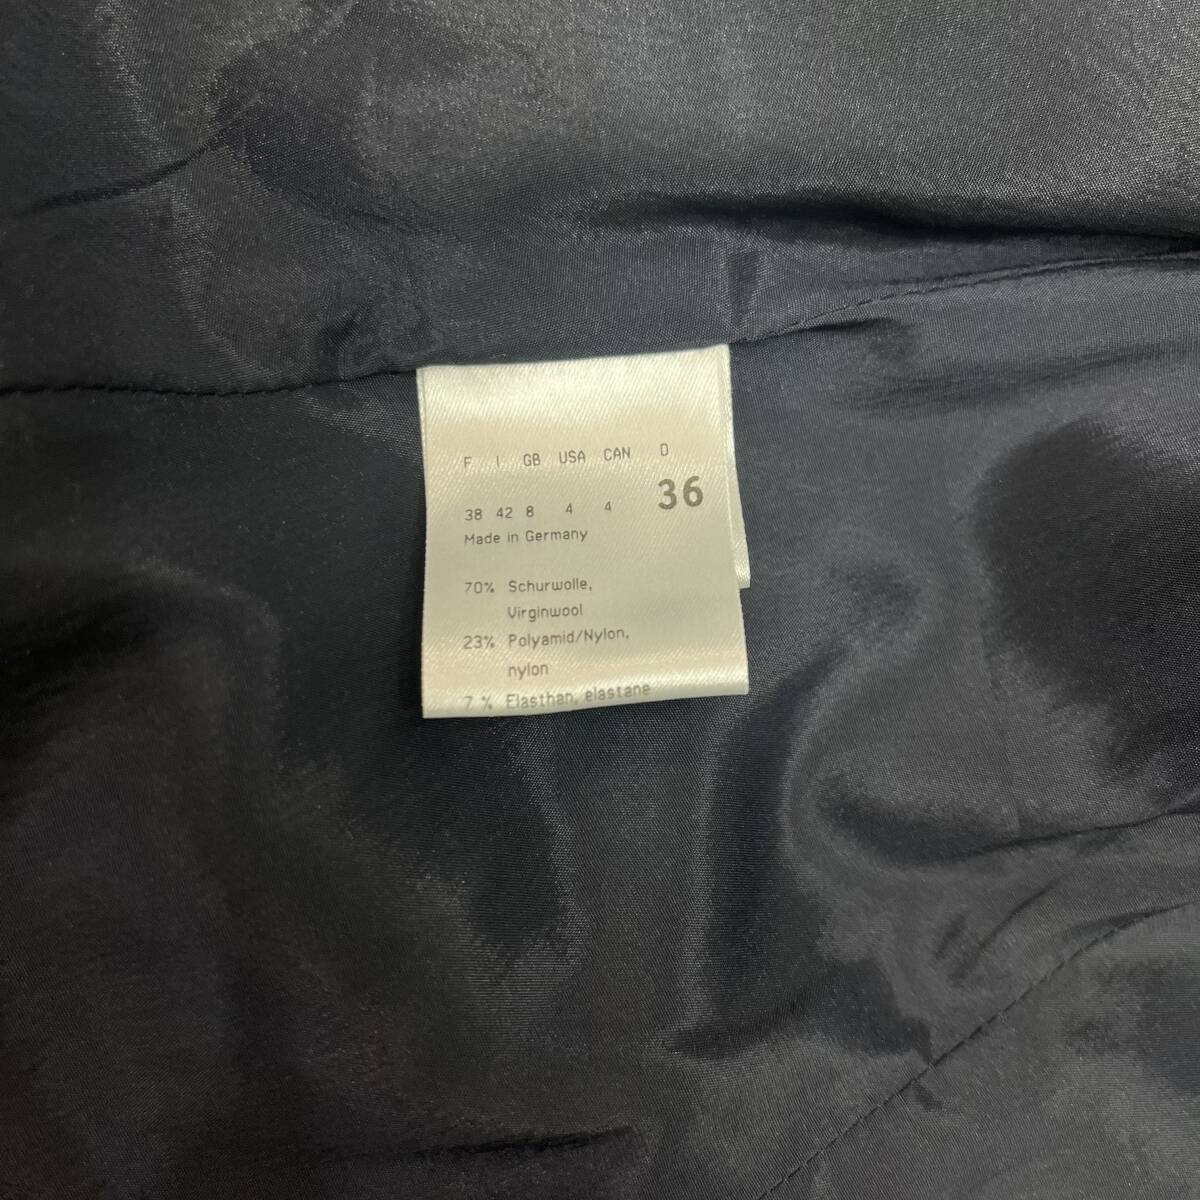 F I GB USA CAN D
38 42 8 4 4 36
Made in Germany
70% Schurwolle,
Virginwool
23% Polyamid/Nylon,
nylon
7 % Elasthan, elastane